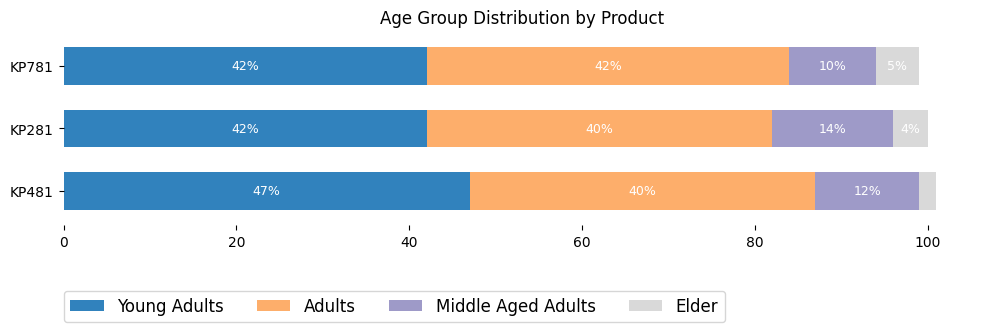 Age Group Distribution by Product
KP781 42% 42% 10% 5%
KP281 42% 40% 14% 4%
KP481 47% 40% 12%
0 20 40 60 80 100
Young Adults Adults Middle Aged Adults Elder